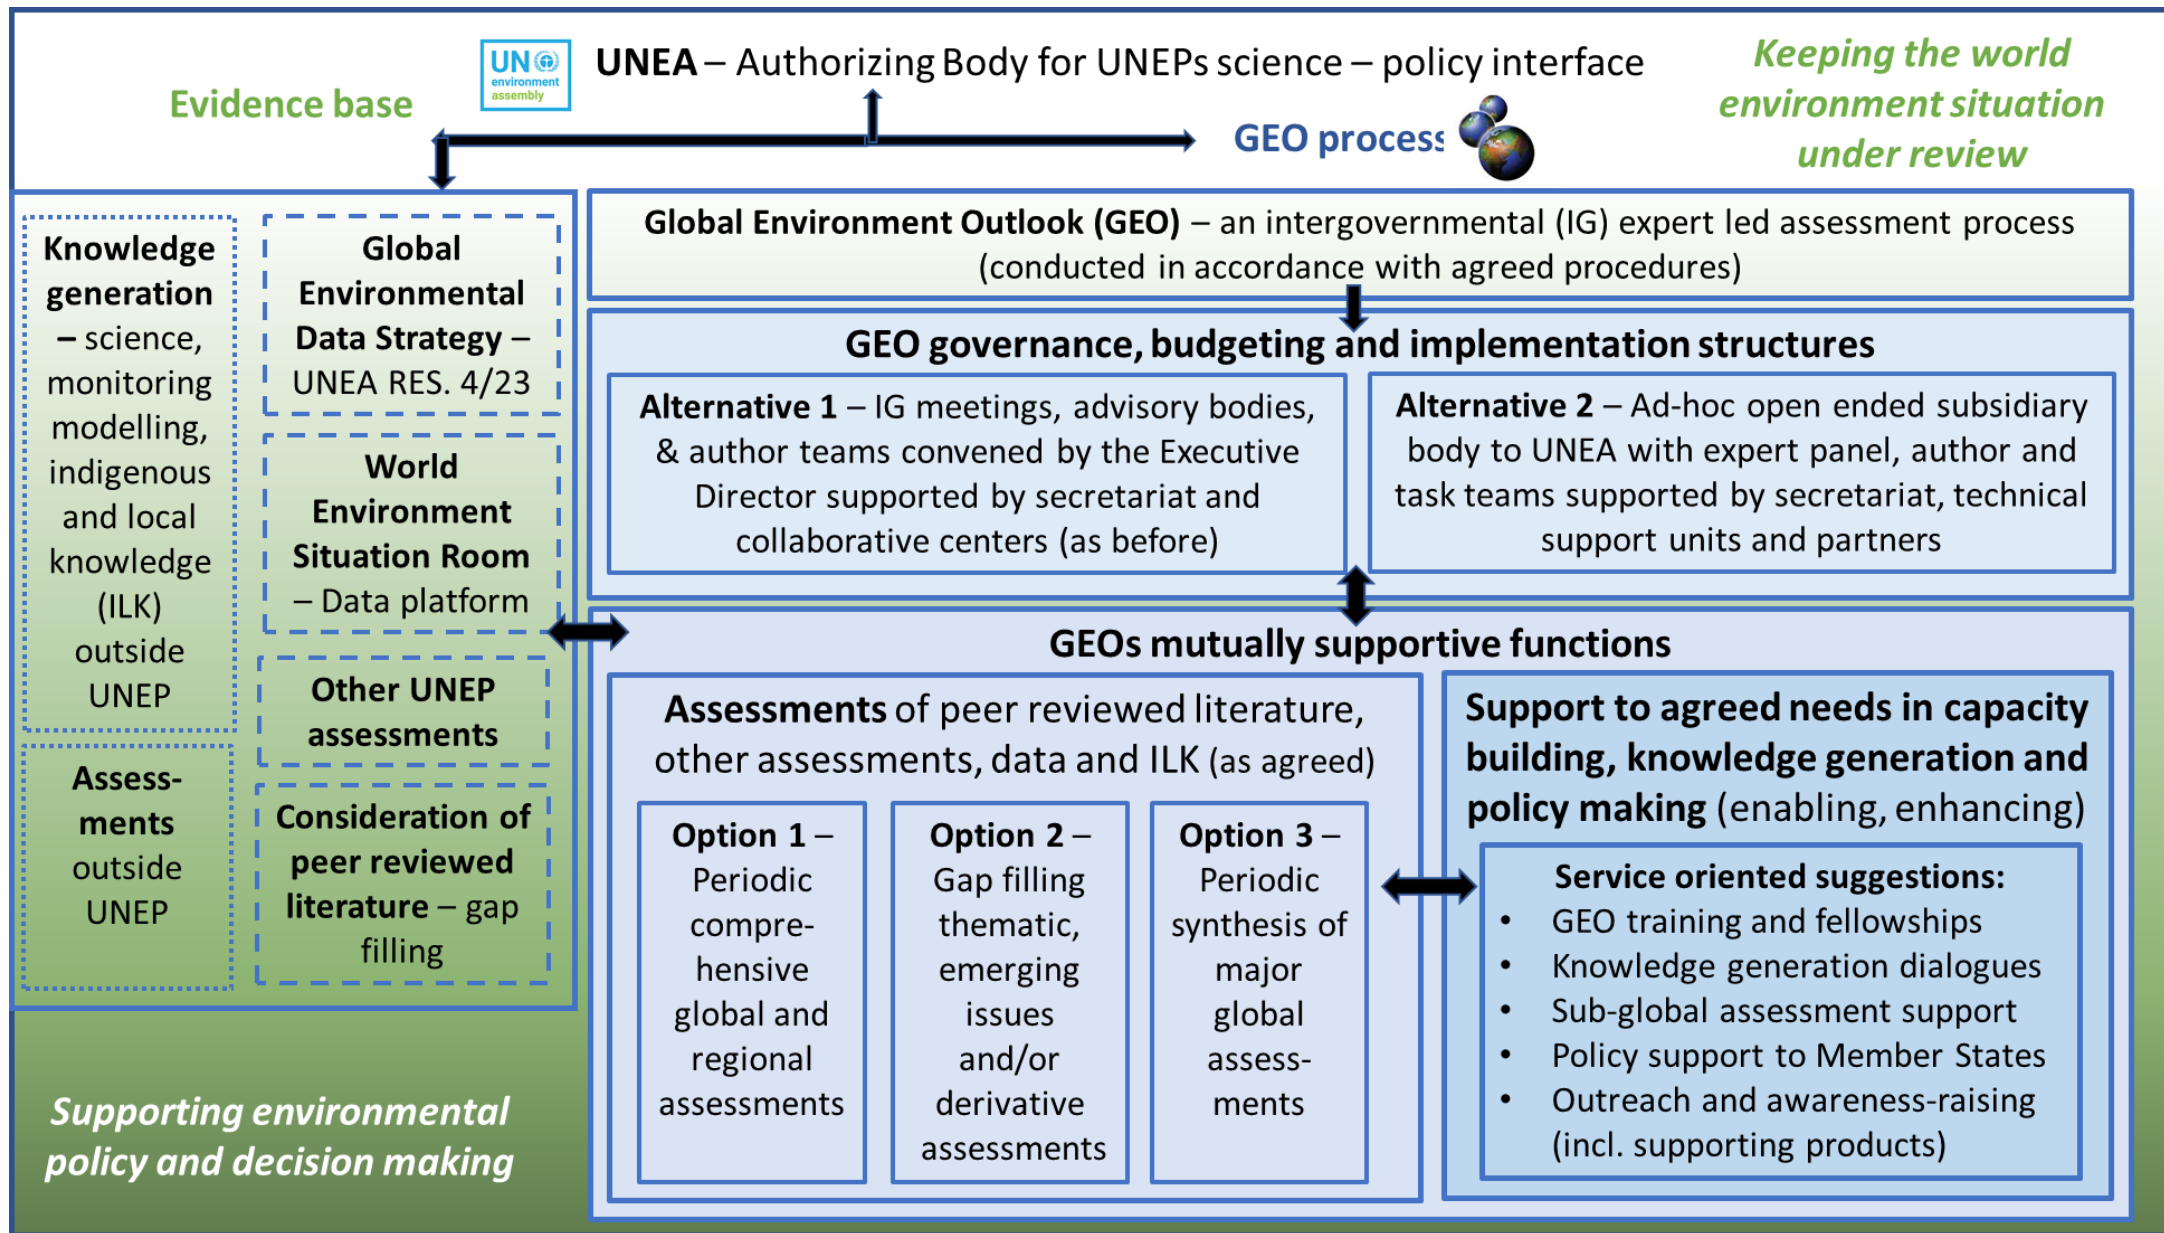 UN
environment
assembly
UNEA – Authorizing Body for UNEPs science – policy interface
Keeping the world
environment situation
under review
Evidence base
GEO process
Knowledge
generation
– science,
monitoring
modelling,
indigenous
and local
knowledge
(ILK)
outside
UNEP
Assess-
ments
outside
UNEP
Global
Environmental
Data Strategy –
UNEA RES. 4/23
World
Environment
Situation Room
– Data platform
Other UNEP
assessments
Consideration of
peer reviewed
literature – gap
filling
Supporting environmental
policy and decision making
Global Environment Outlook (GEO) – an intergovernmental (IG) expert led assessment process
(conducted in accordance with agreed procedures)
GEO governance, budgeting and implementation structures
Alternative 1 – IG meetings, advisory bodies,
& author teams convened by the Executive
Director supported by secretariat and
collaborative centers (as before)
Alternative 2 – Ad-hoc open ended subsidiary
body to UNEA with expert panel, author and
task teams supported by secretariat, technical
support units and partners
GEOs mutually supportive functions
Assessments of peer reviewed literature,
other assessments, data and ILK (as agreed)
Option 1 –
Periodic
compre-
hensive
global and
regional
assessments
Option 2 –
Gap filling
thematic,
emerging
issues
and/or
derivative
assessments
Option 3 –
Periodic
synthesis of
major
global
assess-
ments
Support to agreed needs in capacity
building, knowledge generation and
policy making (enabling, enhancing)
Service oriented suggestions:
• GEO training and fellowships
• Knowledge generation dialogues
• Sub-global assessment support
• Policy support to Member States
• Outreach and awareness-raising
(incl. supporting products)